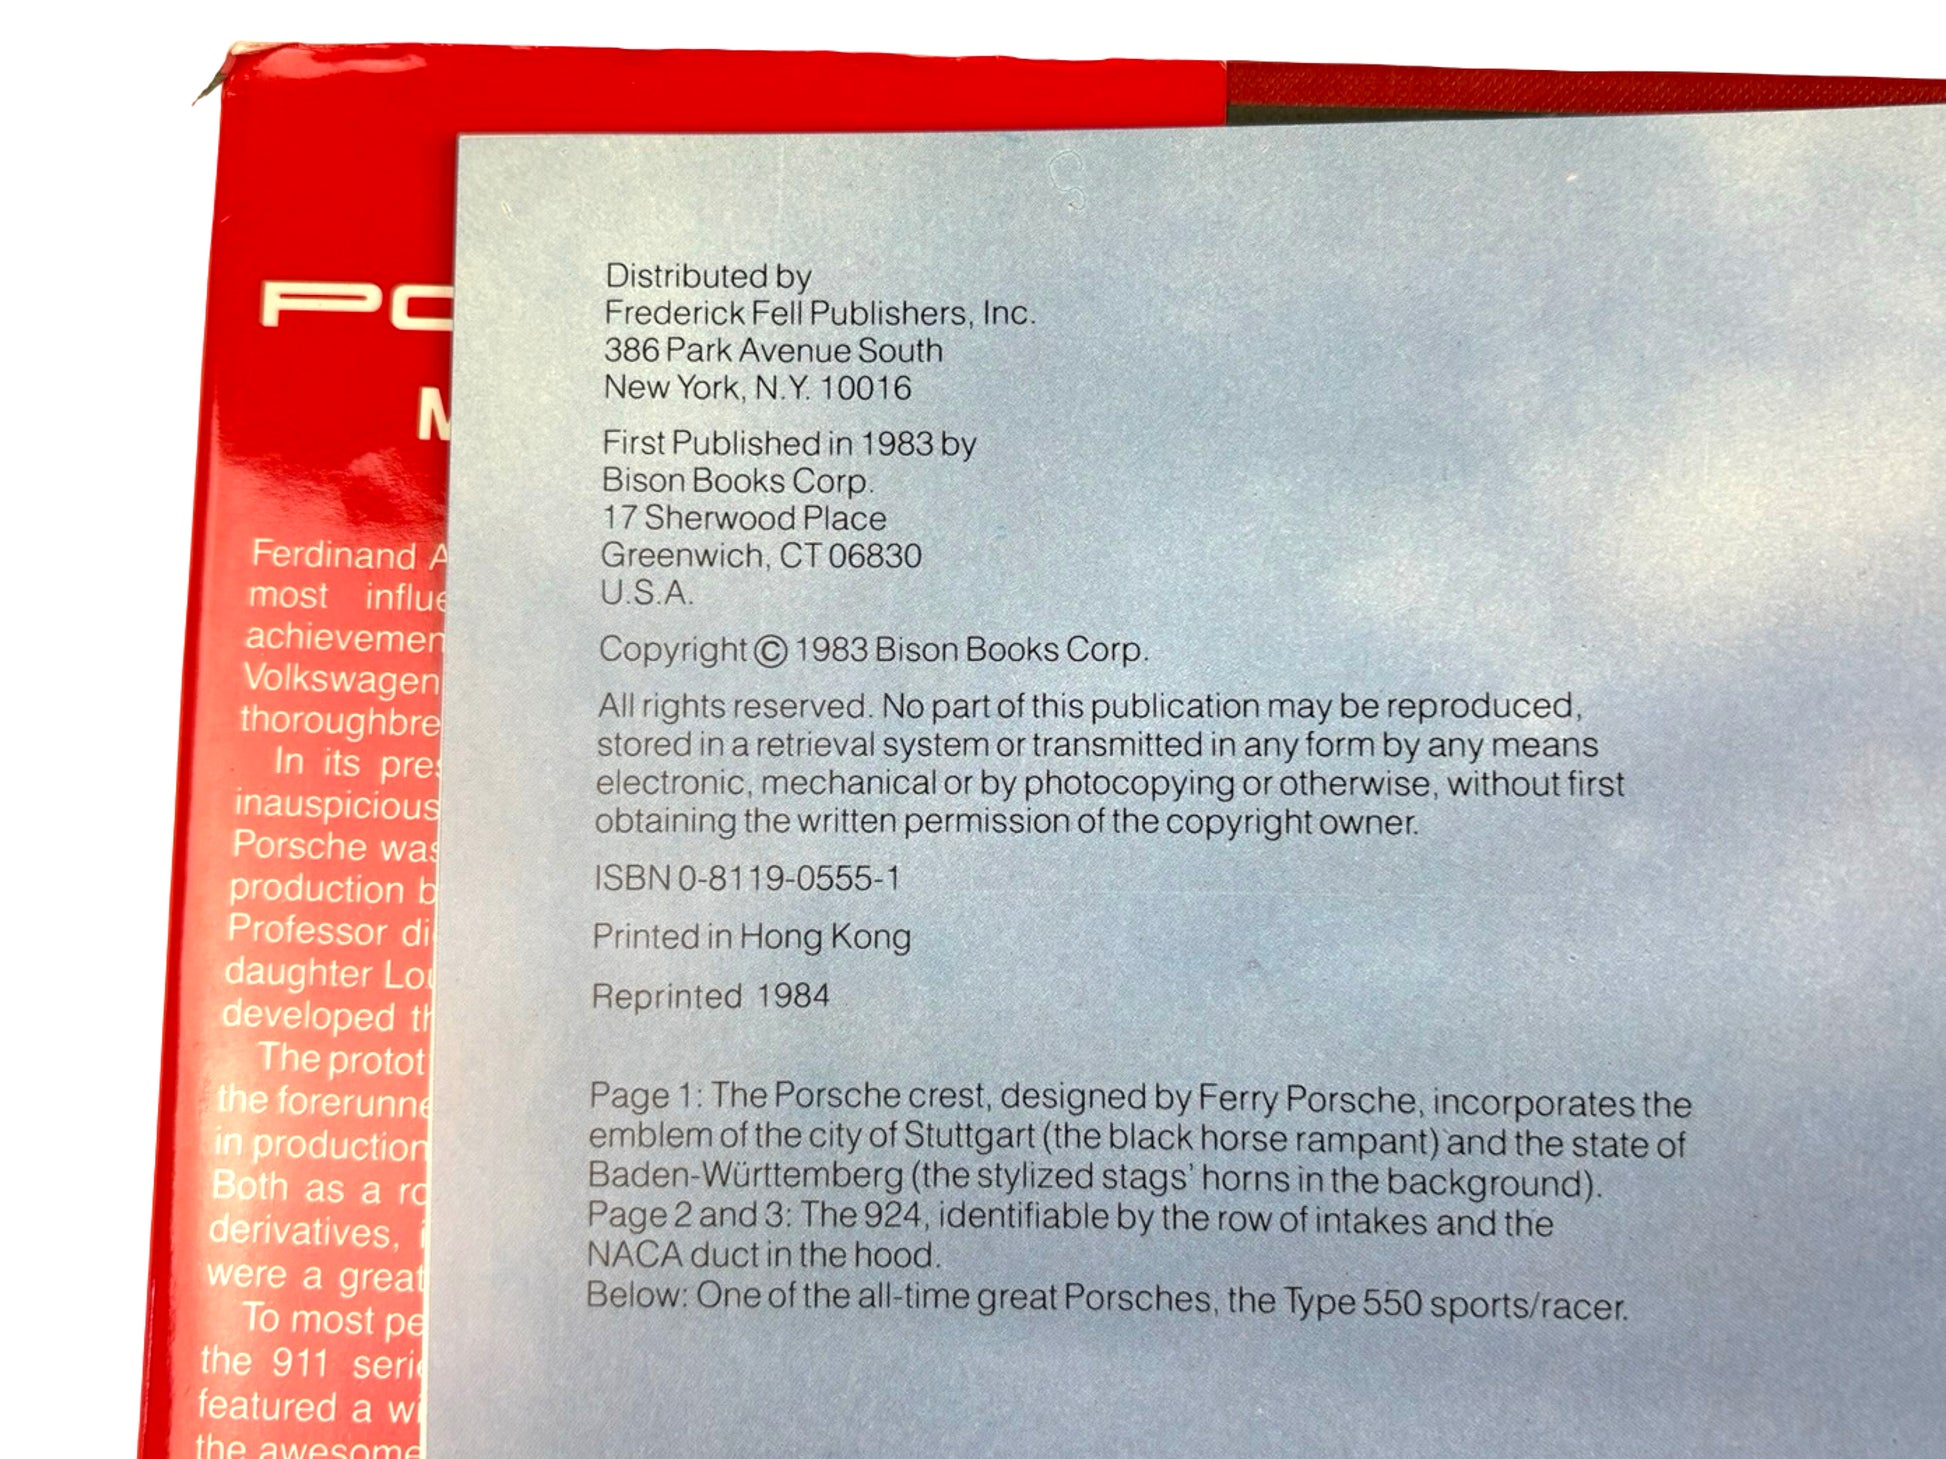 Distributed by
Frederick Fell Publishers, Inc.
386 Park Avenue South
New York, N.Y. 10016
First Published in 1983 by
Bison Books Corp.
17 Sherwood Place
Greenwich, CT 06830
U.S.A.
Copyright © 1983 Bison Books Corp.
All rights reserved. No part of this publication may be reproduced,
stored in a retrieval system or transmitted in any form by any means
electronic, mechanical or by photocopying or otherwise, without first
obtaining the written permission of the copyright owner.
ISBN 0-8119-0555-1
Printed in Hong Kong
Reprinted 1984
Page 1: The Porsche crest, designed by Ferry Porsche, incorporates the
emblem of the city of Stuttgart (the black horse rampant) and the state of
Baden-Württemberg (the stylized stags' horns in the background).
Page 2 and 3: The 924, identifiable by the row of intakes and the
NACA duct in the hood.
Below: One of the all-time great Porsches, the Type 550 sports/racer.
Ferdinand
most
Volkswagen
In its
inauspicious
Porsche
production
Professor
daughter
developed
The
the
in production
Both as a
derivatives,
were a great
To most
the 911
featured a
the awesome